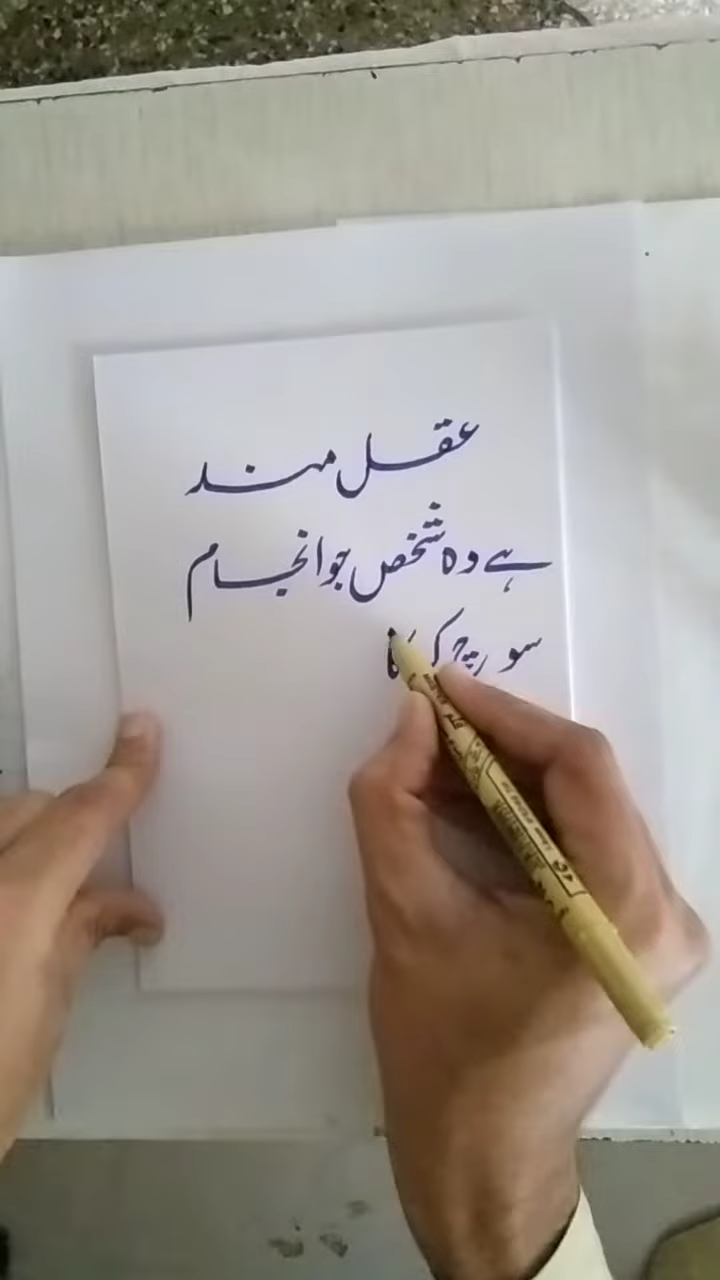 عقل مند
ہے وہ شخص جو انجام
سوچ کر